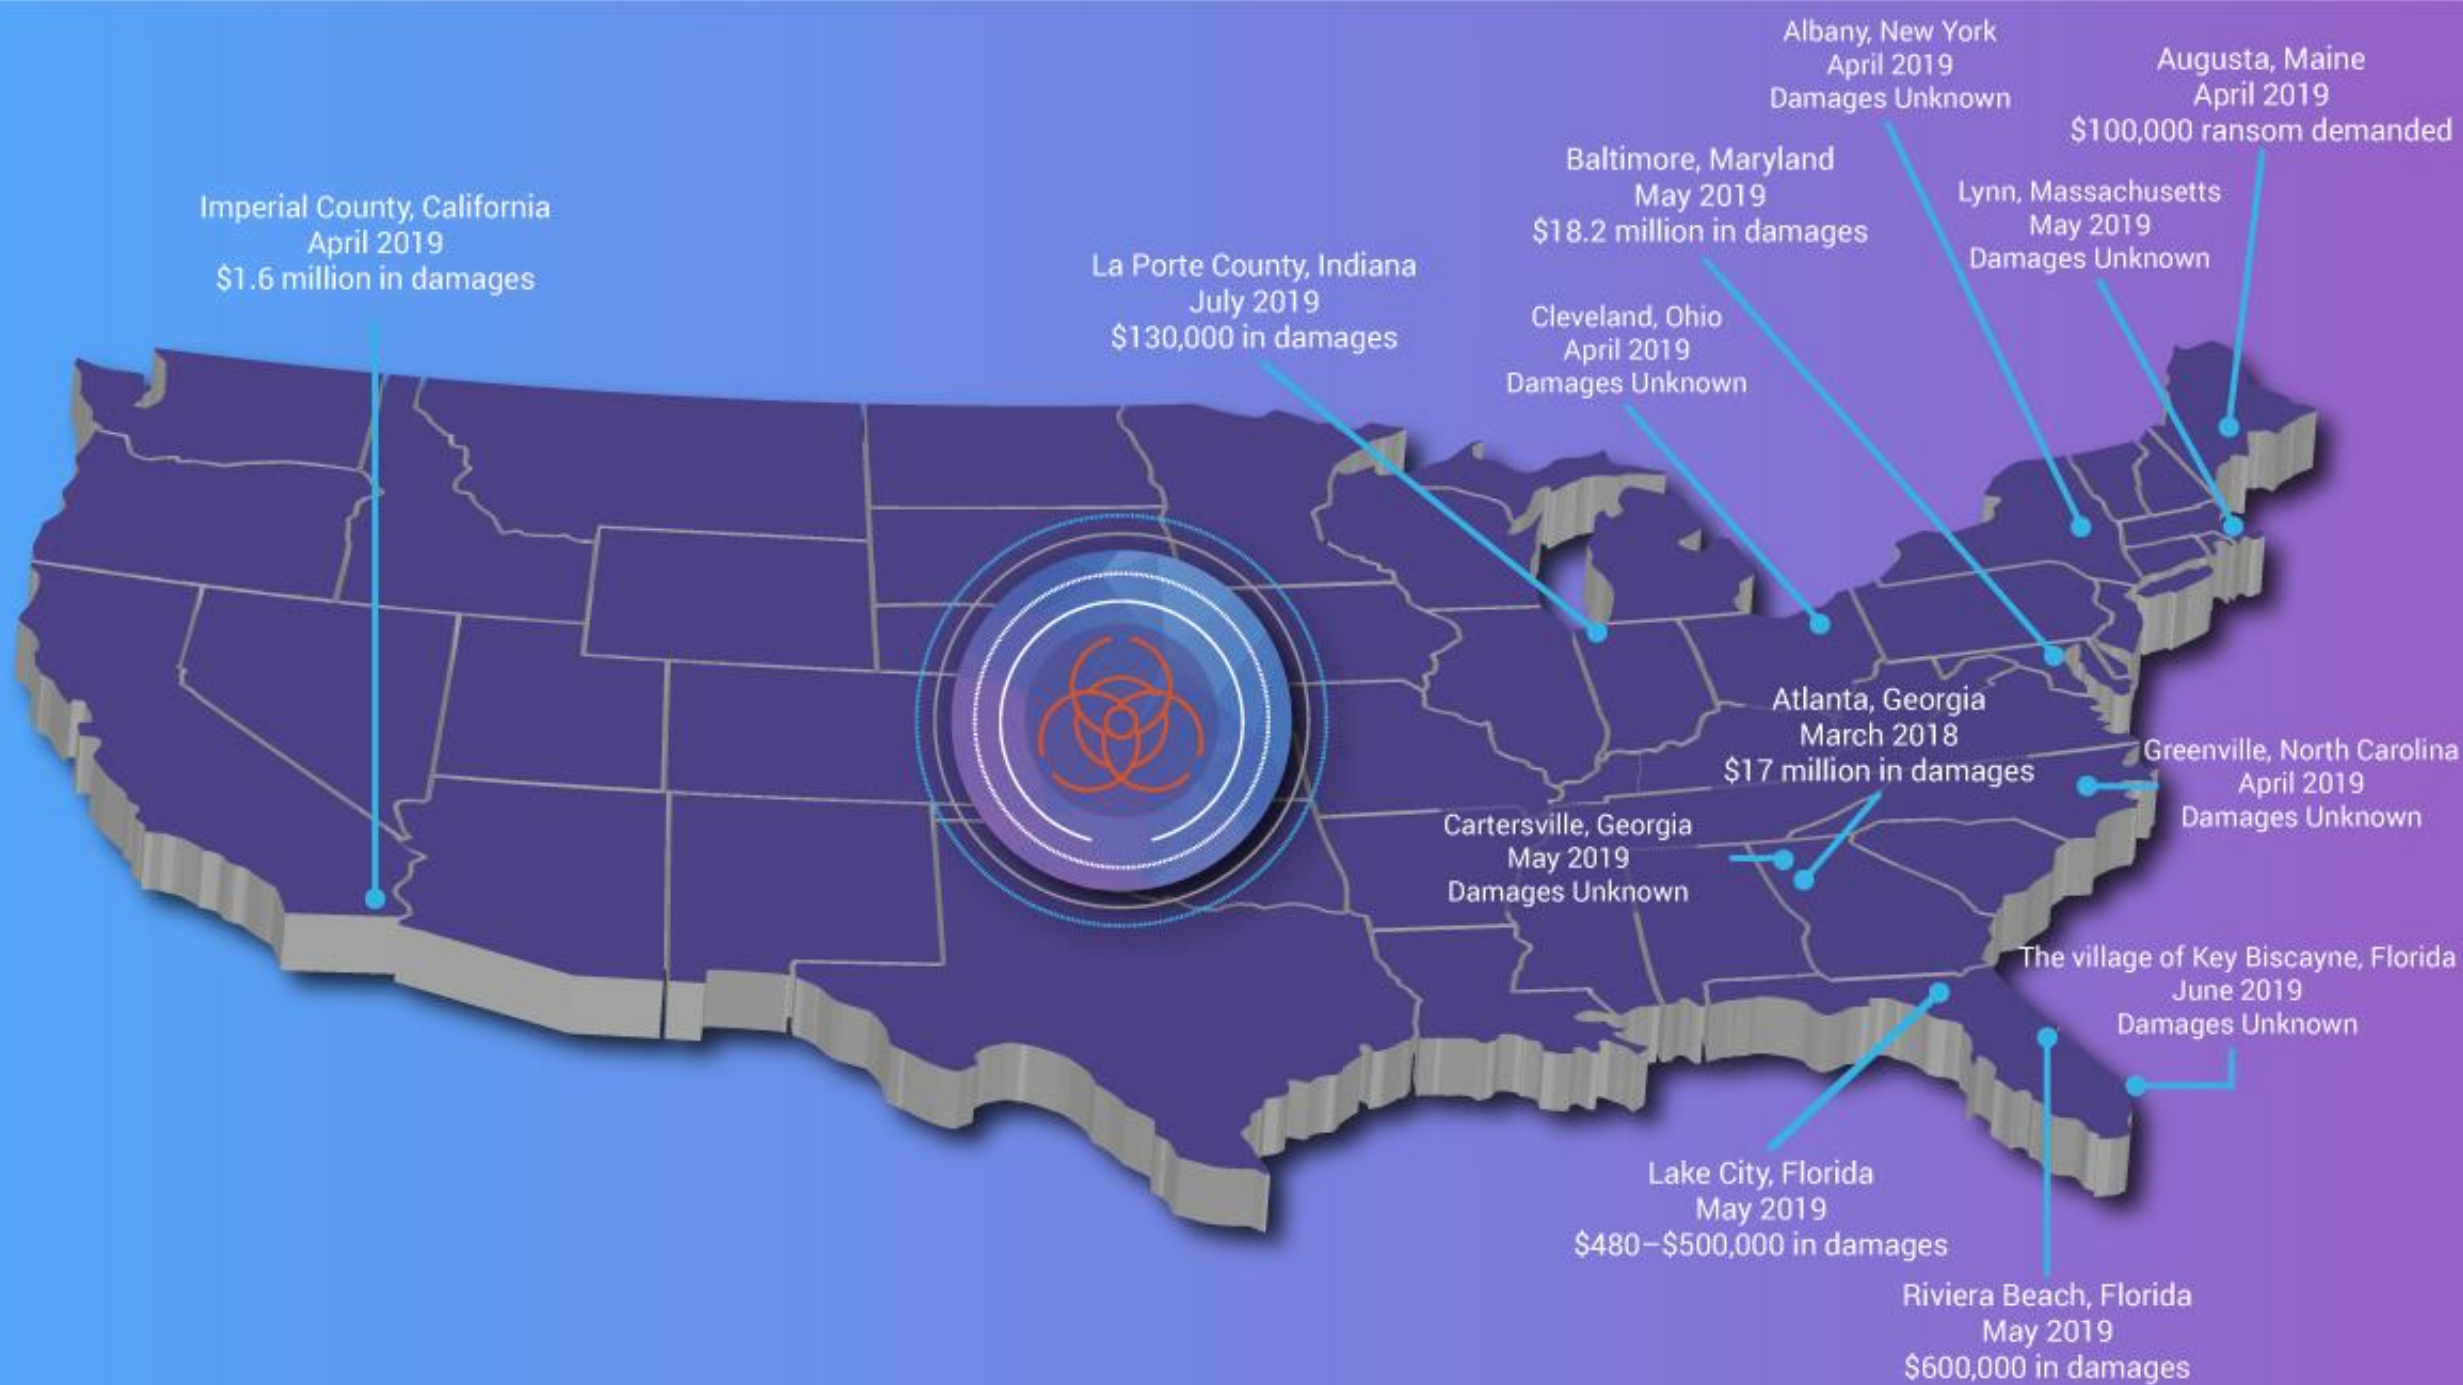 Albany, New York
April 2019
Damages Unknown
Augusta, Maine
April 2019
$100,000 ransom demanded
Baltimore, Maryland
May 2019
$18.2 million in damages
Lynn, Massachusetts
May 2019
Damages Unknown
Imperial County, California
April 2019
$1.6 million in damages
La Porte County, Indiana
July 2019
$130,000 in damages
Cleveland, Ohio
April 2019
Damages Unknown
Atlanta, Georgia
March 2018
$17 million in damages
Greenville, North Carolina
April 2019
Damages Unknown
Cartersville, Georgia
May 2019
Damages Unknown
The village of Key Biscayne, Florida
June 2019
Damages Unknown
Lake City, Florida
May 2019
$480–$500,000 in damages
Riviera Beach, Florida
May 2019
$600,000 in damages